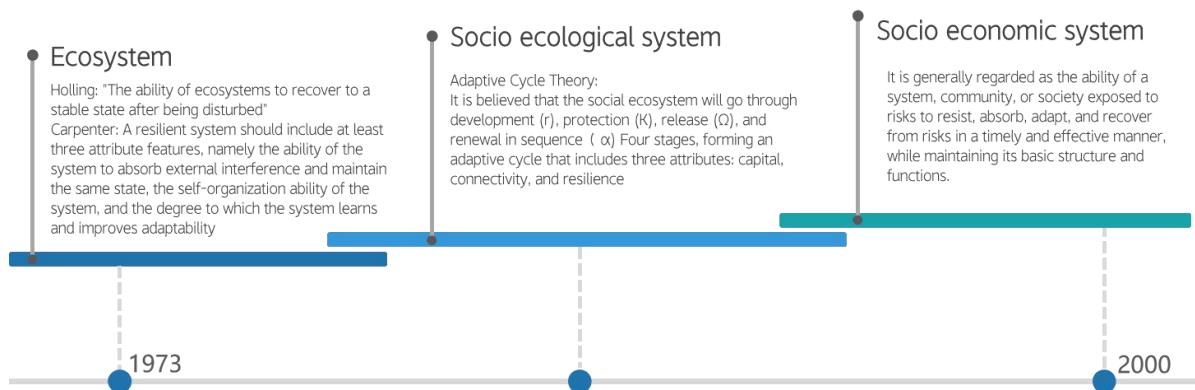 Ecosystem
Holling: "The ability of ecosystems to recover to a
stable state after being disturbed"
Carpenter: A resilient system should include at least
three attribute features, namely the ability of the
system to absorb external interference and maintain
the same state, the self-organization ability of the
system, and the degree to which the system learns
and improves adaptability
Socio ecological system
Adaptive Cycle Theory:
It is believed that the social ecosystem will go through
development (r), protection (K), release (Ω), and
renewal in sequence ( α) Four stages, forming an
adaptive cycle that includes three attributes: capital,
connectivity, and resilience
Socio economic system
It is generally regarded as the ability of a
system, community, or society exposed to
risks to resist, absorb, adapt, and recover
from risks in a timely and effective manner,
while maintaining its basic structure and
functions.
1973
2000